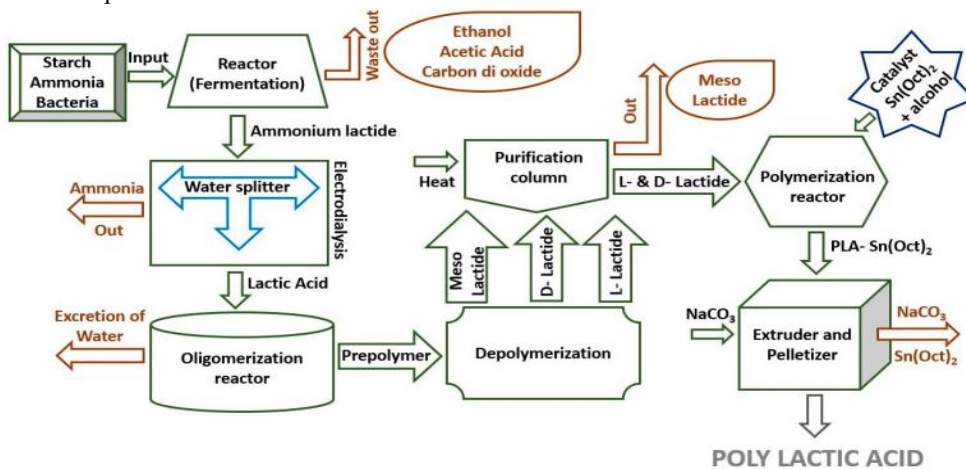 Starch
Ammonia
Bacteria
Input
Reactor
(Fermentation)
Waste out
Ethanol
Acetic Acid
Carbon di oxide
Ammonium lactide
Water splitter
Electrodialysis
Ammonia
Out
Lactic Acid
Excretion of
Water
Oligomerization
reactor
Prepolymer
Depolymerization
Meso
Lactide
D- Lactide
L- Lactide
Heat
Purification
column
Out
Meso
Lactide
L- & D- Lactide
Catalyst
Sn(Oct)₂
+ alcohol
Polymerization
reactor
PLA- Sn(Oct)₂
NaCO₃
Extruder and
Pelletizer
NaCO₃
Sn(Oct)₂
POLY LACTIC ACID